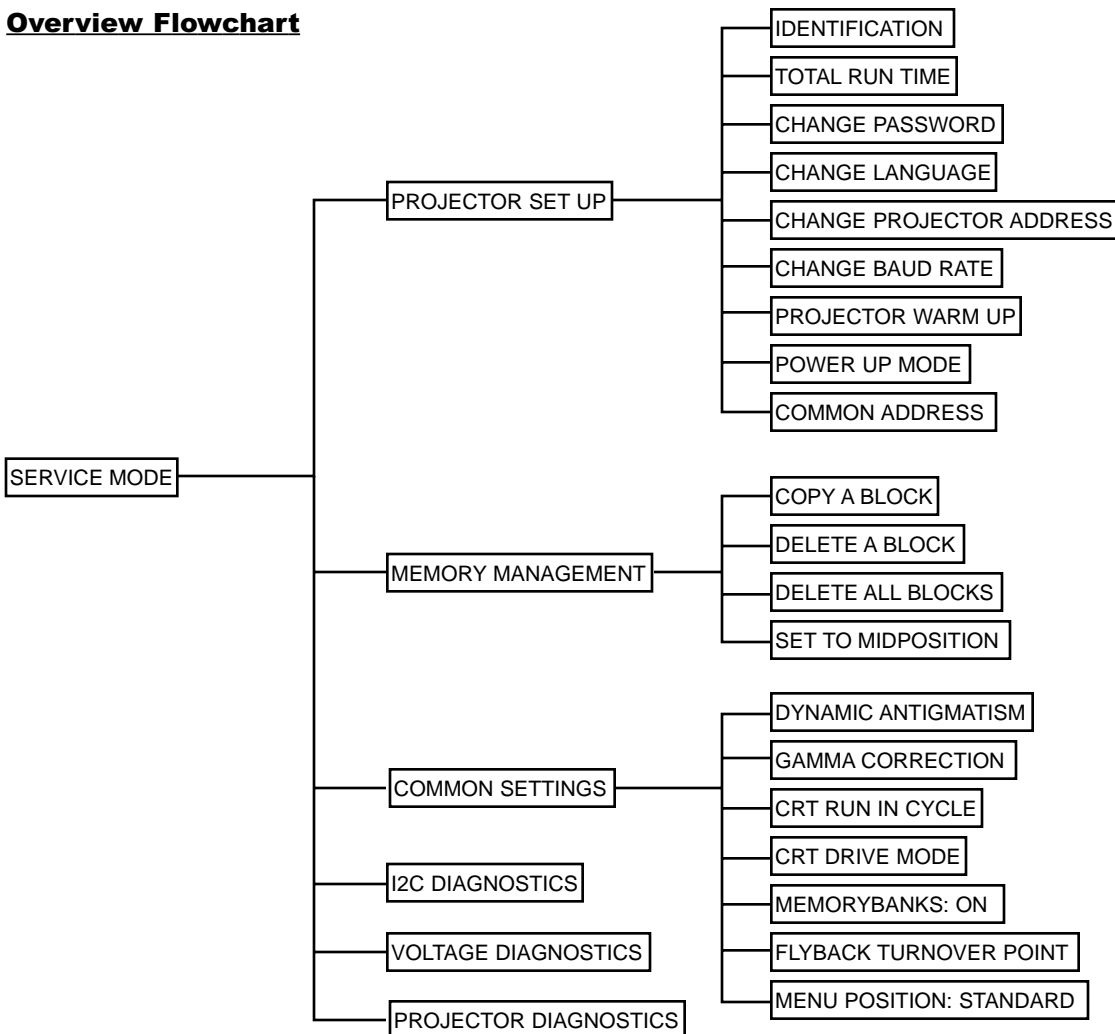 Overview Flowchart
SERVICE MODE
PROJECTOR SET UP
IDENTIFICATION
TOTAL RUN TIME
CHANGE PASSWORD
CHANGE LANGUAGE
CHANGE PROJECTOR ADDRESS
CHANGE BAUD RATE
PROJECTOR WARM UP
POWER UP MODE
COMMON ADDRESS
MEMORY MANAGEMENT
COPY A BLOCK
DELETE A BLOCK
DELETE ALL BLOCKS
SET TO MIDPOSITION
COMMON SETTINGS
DYNAMIC ANTIGMATISM
GAMMA CORRECTION
CRT RUN IN CYCLE
CRT DRIVE MODE
MEMORYBANKS: ON
FLYBACK TURNOVER POINT
MENU POSITION: STANDARD
I2C DIAGNOSTICS
VOLTAGE DIAGNOSTICS
PROJECTOR DIAGNOSTICS